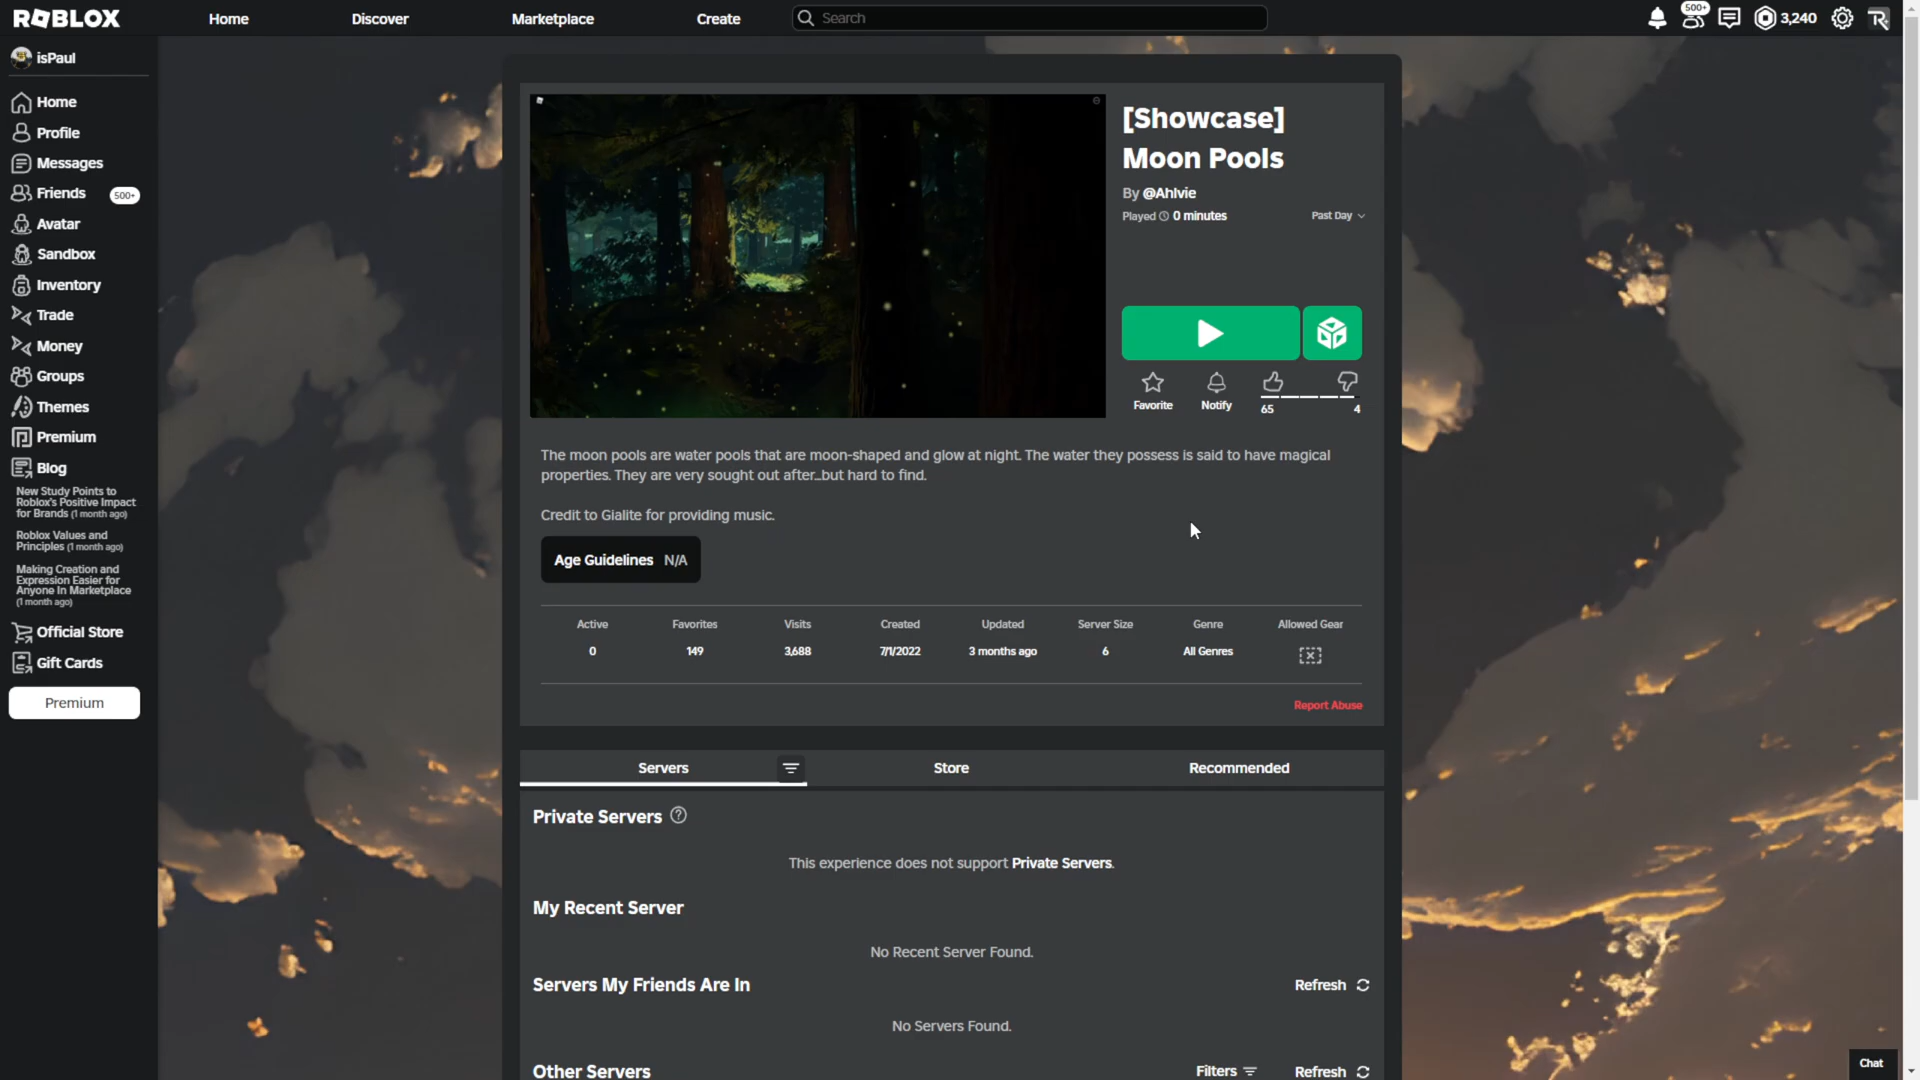 ROBLOX
Home
Discover
Marketplace
Create
Search
500+
3,240
isPaul
Home
Profile
Messages
Friends
500+
Avatar
Sandbox
Inventory
Trade
Money
Groups
Themes
Premium
Blog
New Study Points to
Roblox's Positive Impact
for Brands (1 month ago)
Roblox Values and
Principles (1 month ago)
Making Creation and
Expression Easier for
Anyone In Marketplace
(1 month ago)
Official Store
Gift Cards
Premium
[Showcase]
Moon Pools
By @Ahlvie
Played 0 minutes
Past Day
Favorite
Notify
65
4
The moon pools are water pools that are moon-shaped and glow at night. The water they possess is said to have magical
properties. They are very sought out after...but hard to find.
Credit to Gialite for providing music.
Age Guidelines N/A
Active
Favorites
Visits
Created
Updated
Server Size
Genre
Allowed Gear
0
149
3,688
7/1/2022
3 months ago
6
All Genres
Report Abuse
Servers
Store
Recommended
Private Servers
This experience does not support Private Servers.
My Recent Server
No Recent Server Found.
Servers My Friends Are In
Refresh
No Servers Found.
Other Servers
Filters
Refresh
Chat